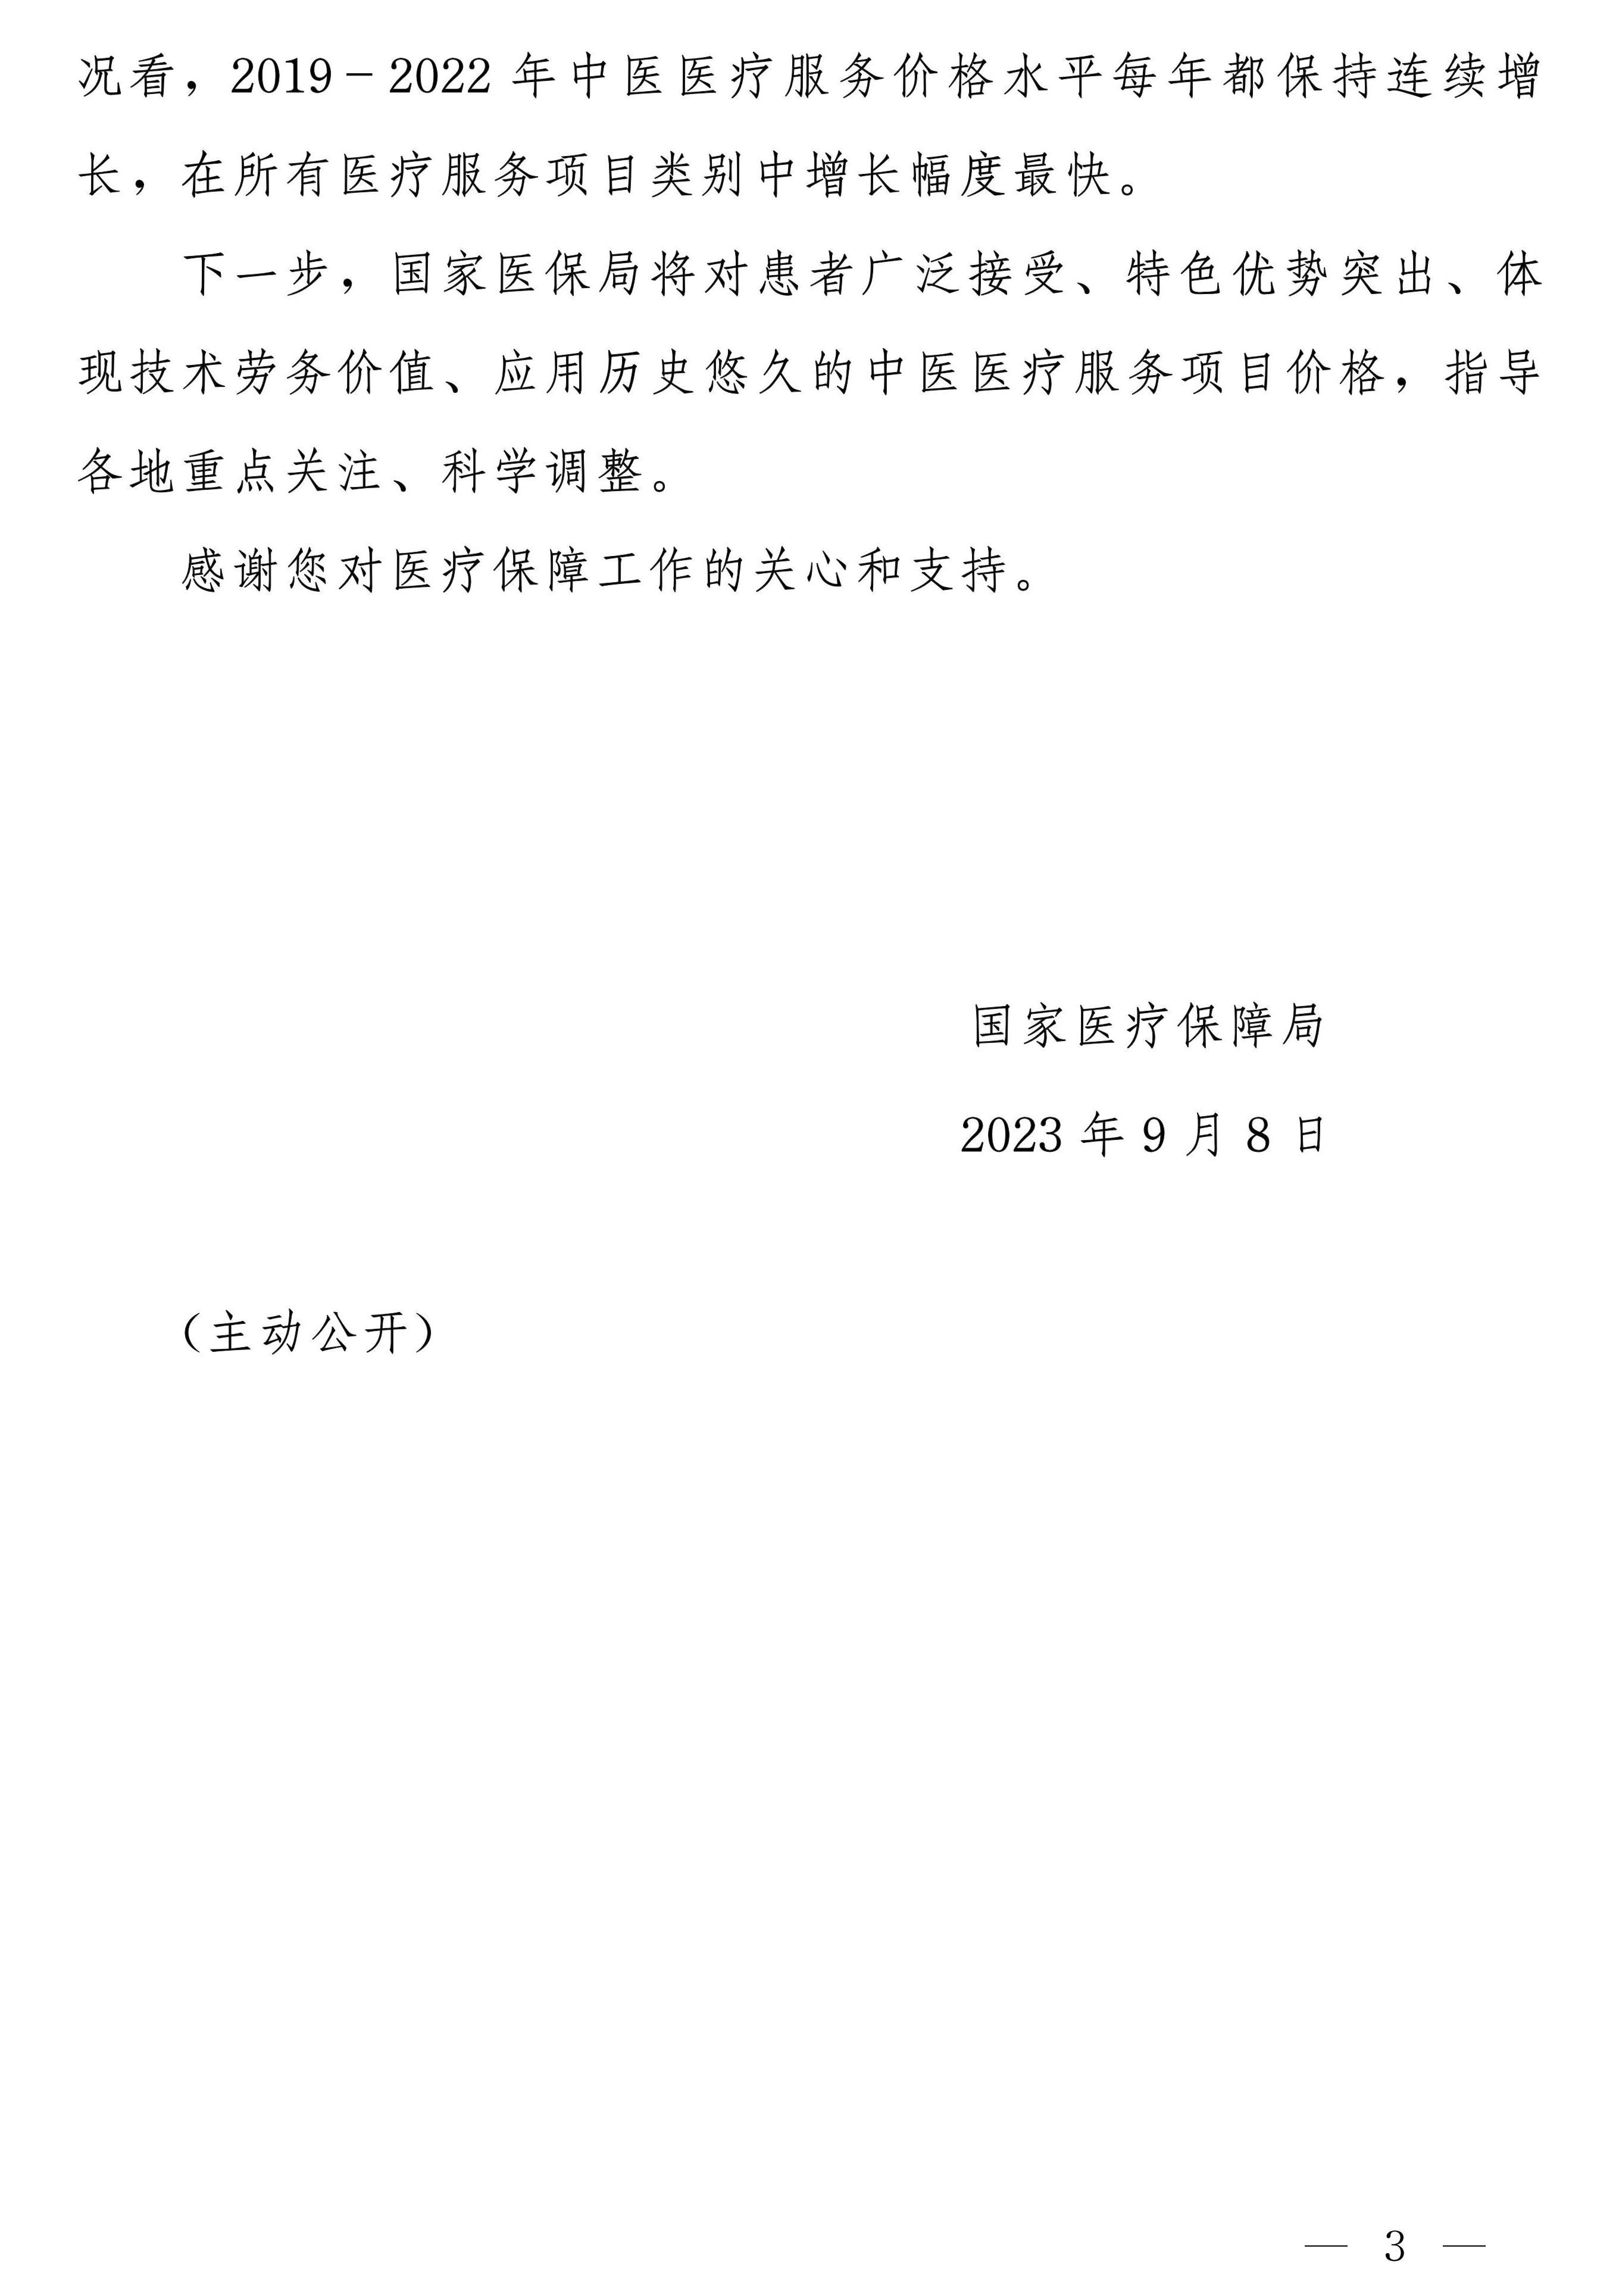 况看，2019－2022 年中医医疗服务价格水平每年都保持连续增
长，在所有医疗服务项目类别中增长幅度最快。
下一步，国家医保局将对患者广泛接受、特色优势突出、体
现技术劳务价值、应用历史悠久的中医医疗服务项目价格，指导
各地重点关注、科学调整。
感谢您对医疗保障工作的关心和支持。
国家医疗保障局
2023 年 9 月 8 日
（主动公开）
— 3 —